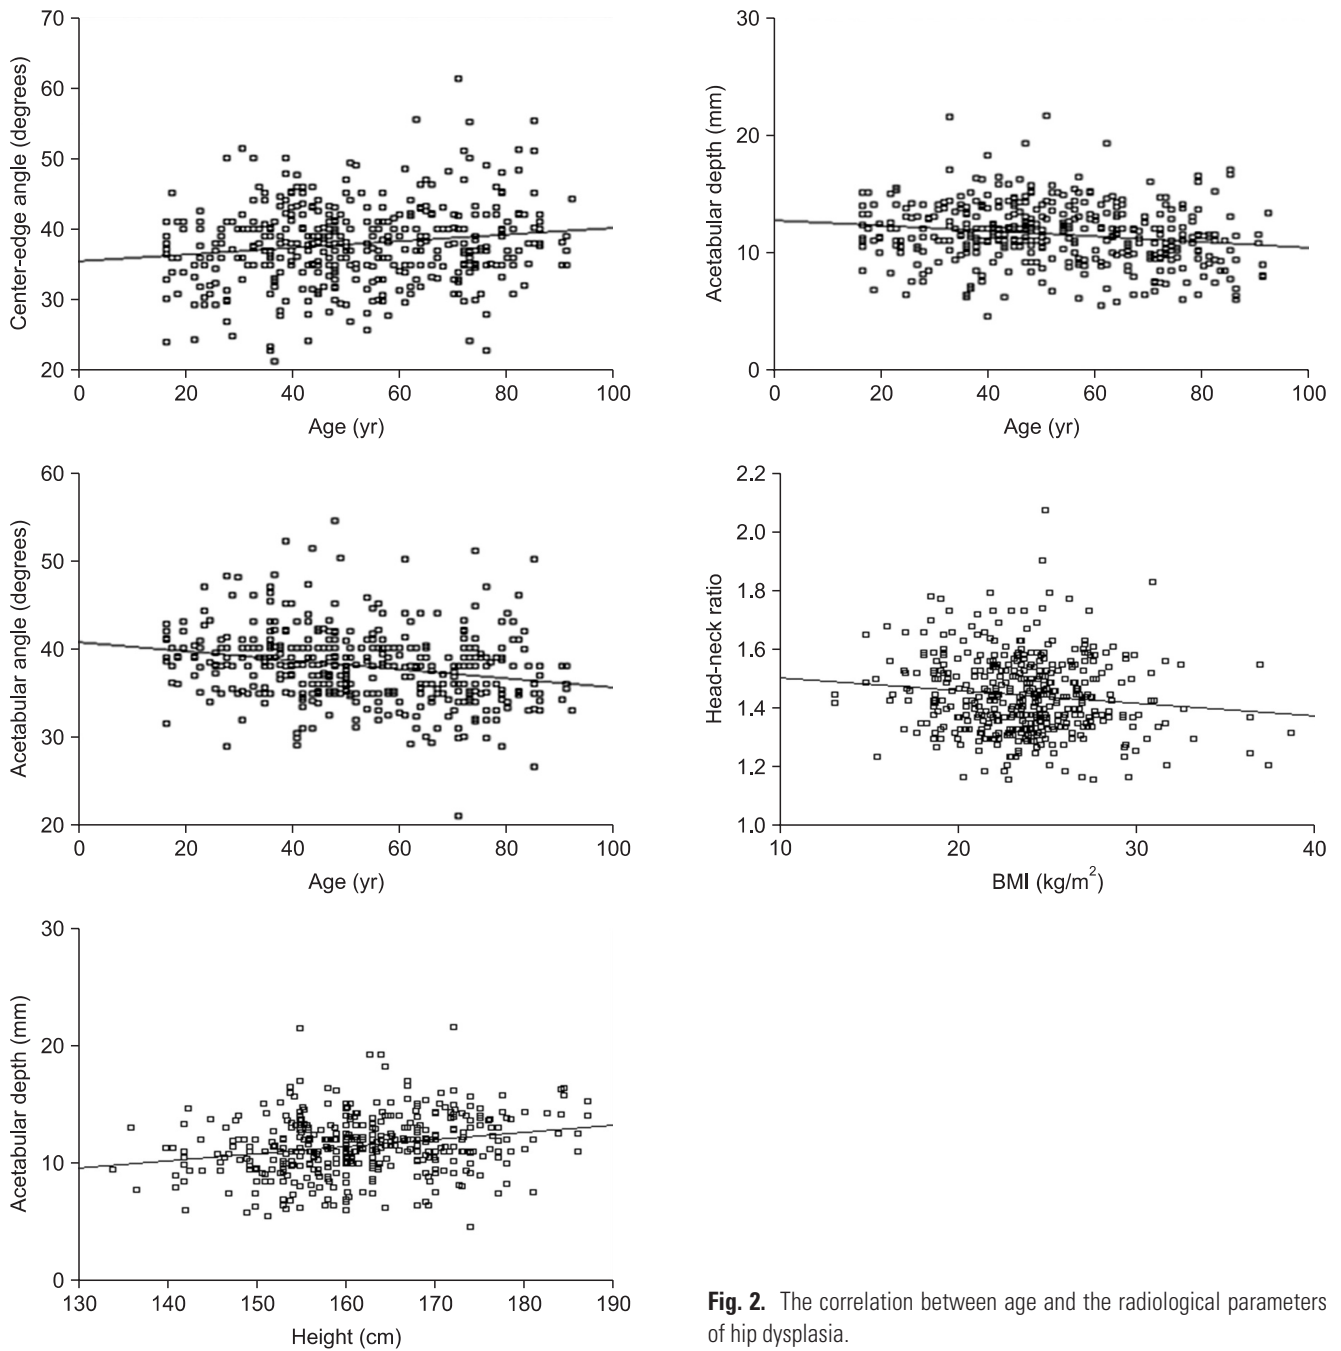 Center-edge angle (degrees)
70
60
50
40
30
20
0 20 40 60 80 100
Age (yr)
Acetabular depth (mm)
30
20
10
0
0 20 40 60 80 100
Age (yr)
Acetabular angle (degrees)
60
50
40
30
20
0 20 40 60 80 100
Age (yr)
Head-neck ratio
2.2
2.0
1.8
1.6
1.4
1.2
1.0
10 20 30 40
BMI (kg/m²)
Acetabular depth (mm)
30
20
10
0
130 140 150 160 170 180 190
Height (cm)
Fig. 2. The correlation between age and the radiological parameters
of hip dysplasia.